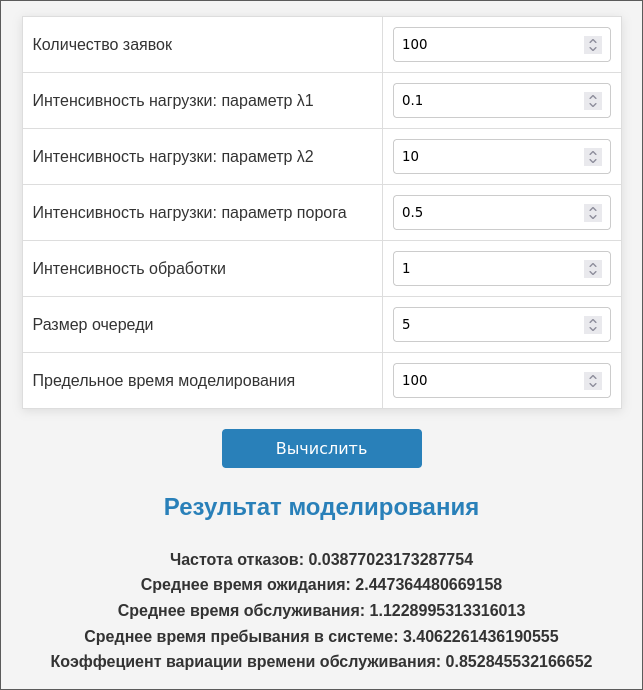 Количество заявок 100
Интенсивность нагрузки: параметр λ1 0.1
Интенсивность нагрузки: параметр λ2 10
Интенсивность нагрузки: параметр порога 0.5
Интенсивность обработки 1
Размер очереди 5
Предельное время моделирования 100
Вычислить
Результат моделирования
Частота отказов: 0.03877023173287754
Среднее время ожидания: 2.447364480669158
Среднее время обслуживания: 1.1228995313316013
Среднее время пребывания в системе: 3.4062261436190555
Коэффециент вариации времени обслуживания: 0.852845532166652